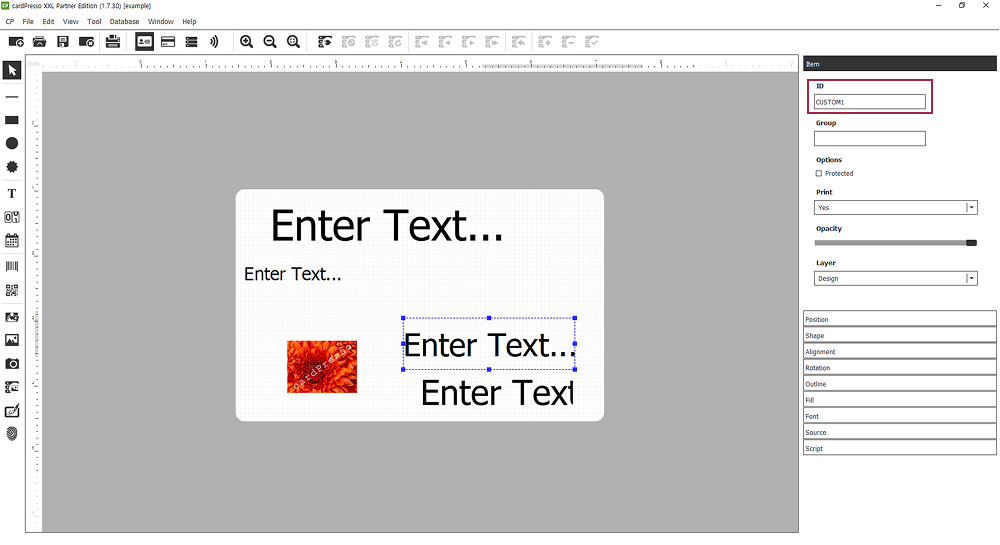 CP cardPresso XXL Partner Edition (1.7.30) [example]
CP File Edit View Tool Database Window Help
mm
Item
ID
CUSTOM1
Group
Options
Protected
Print
Yes
Opacity
Layer
Design
Position
Shape
Alignment
Rotation
Outline
Fill
Font
Source
Script
Enter Text...
Enter Text...
Enter Text...
cardPresso
Enter Text
T